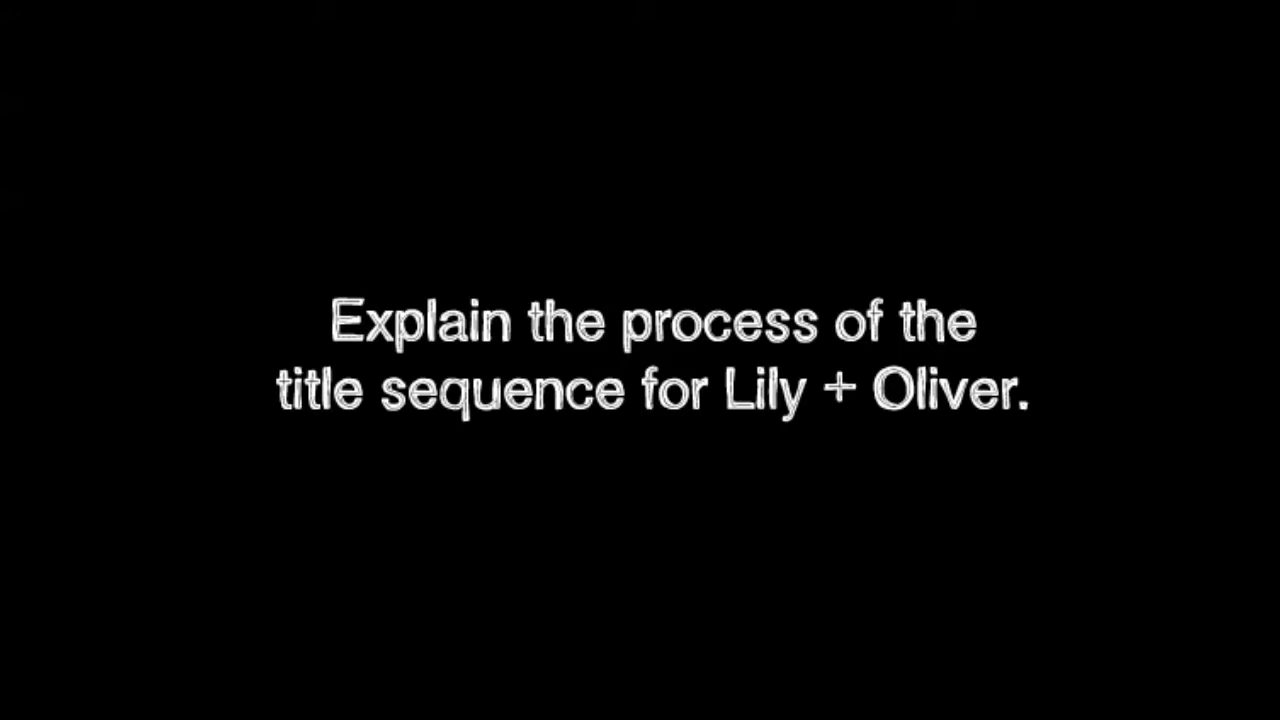 Explain the process of the
title sequence for Lily + Oliver.